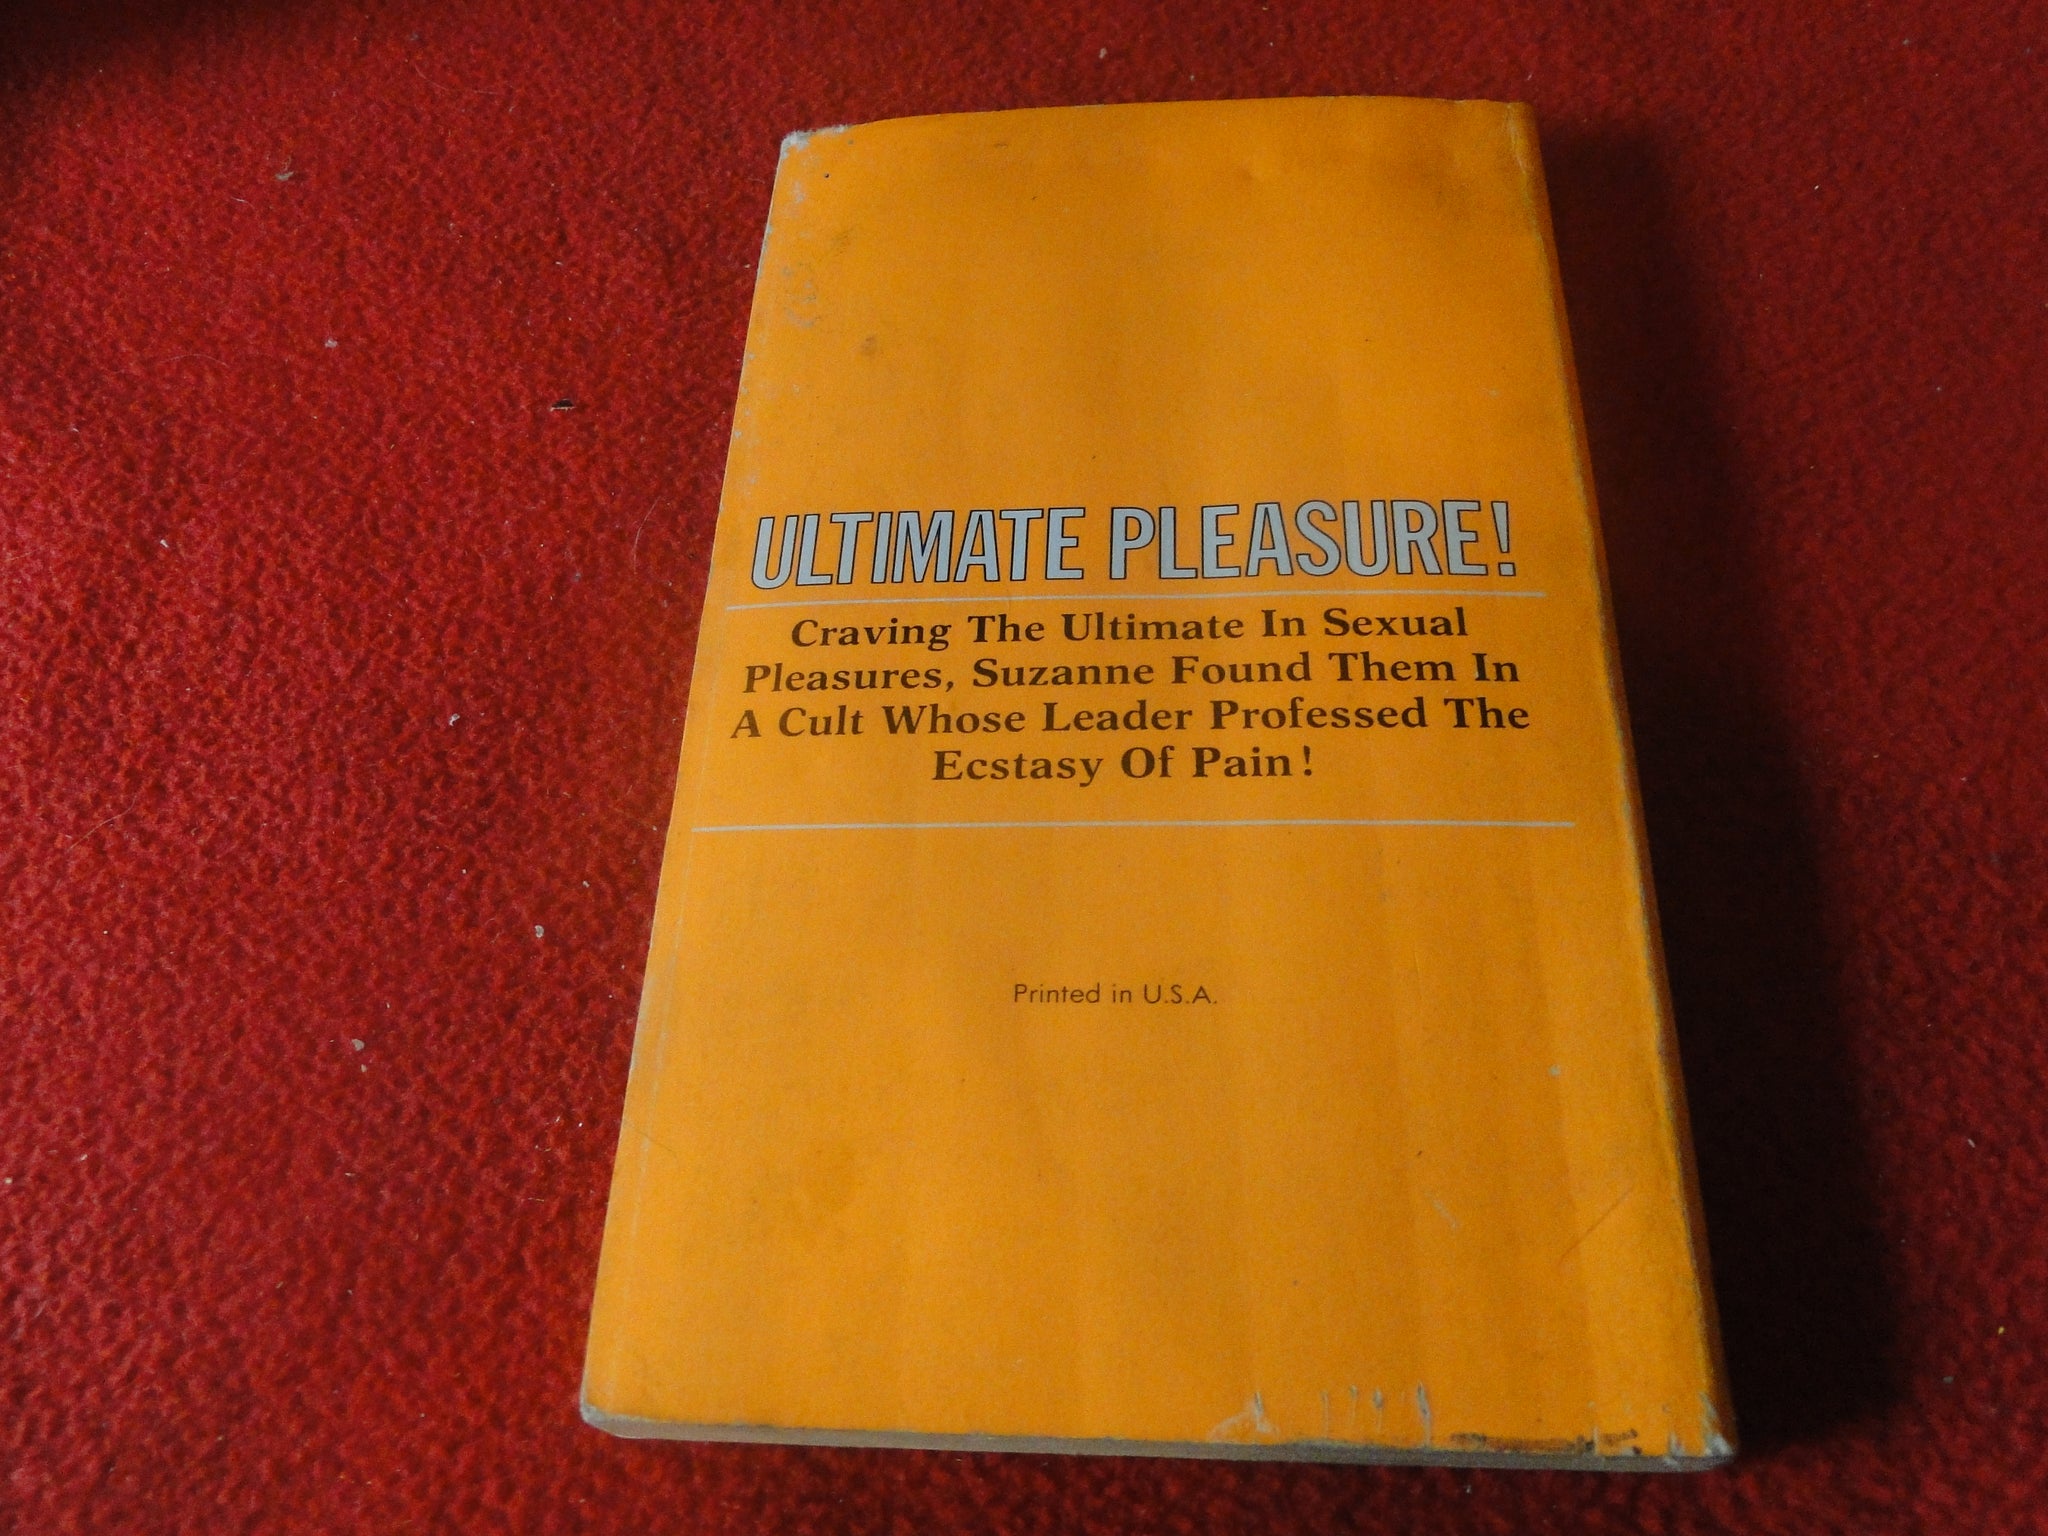 ULTIMATE PLEASURE!
Craving The Ultimate In Sexual
Pleasures, Suzanne Found Them In
A Cult Whose Leader Professed The
Ecstasy Of Pain!
Printed in U.S.A.